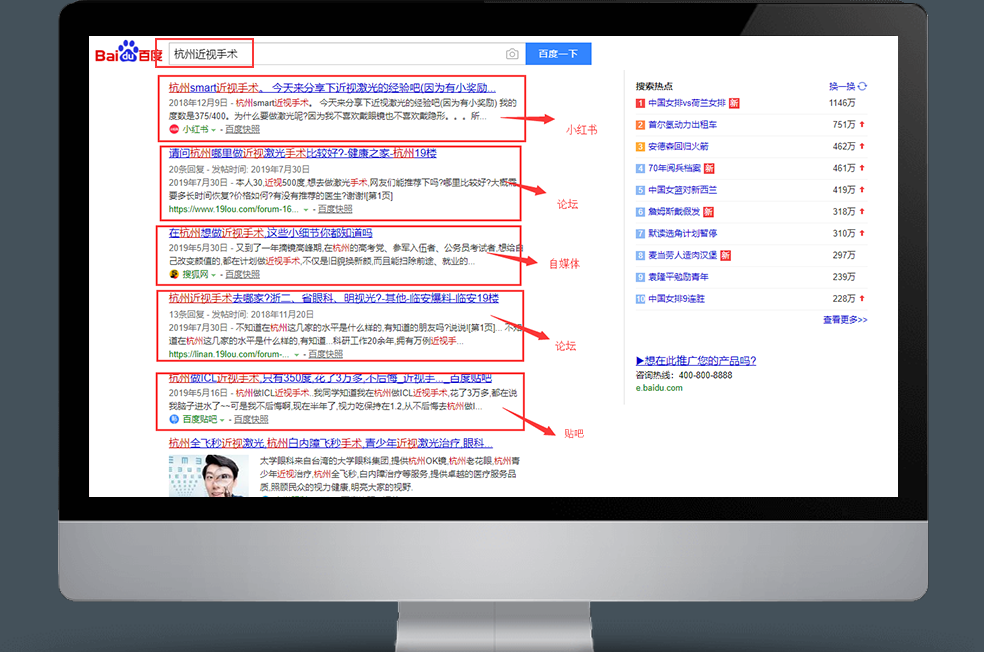 Baidu百度
杭州近视手术
百度一下
杭州smart近视手术。 今天来分享下近视激光的经验吧(因为有小奖励...
2018年12月9日 - 杭州smart近视手术。 今天来分享下近视激光的经验吧(因为有小奖励) 我的
度数是375/400。为什么要做激光呢?因为我不喜欢戴眼镜也不喜欢戴隐形。。。所...
小红书 - 百度快照
小红书
请问杭州哪里做近视激光手术比较好?-健康之家-杭州19楼
20条回复 - 发帖时间: 2019年7月30日
2019年7月30日 - 本人30,近视500度,想去做激光手术,网友们能推荐下吗?哪里比较好?大概需
要多长时间恢复?价格如何?有没有推荐的医生?谢谢![第1页]
https://www.19lou.com/forum-16... - 百度快照
论坛
在杭州想做近视手术,这些小细节你都知道吗
2019年5月30日 - 又到了一年摘镜高峰期,在杭州的高考党、参军入伍者、公务员考试者,想给自
己改变颜值的,都在计划做近视手术,不仅是旧貌换新颜,而且能扫除前途、就业的...
搜狐网 - 百度快照
自媒体
杭州近视手术去哪家?浙二、省眼科、明视光?-其他-临安爆料-临安19楼
13条回复 - 发帖时间: 2018年11月20日
2019年7月30日 - 不知道在杭州这几家的水平是什么样的,有知道的朋友吗?说说![第1页]... 不知
道在杭州这几家的水平是什么样的,有知道...科研工作20余年,拥有万例近视手...
https://linan.19lou.com/forum-... - 百度快照
论坛
杭州做ICL近视手术,只有350度,花了3万多,不后悔_近视手..._百度贴吧
2019年5月16日 - 杭州做ICL近视手术..我同学知道我在杭州做ICL近视手术,花了3万多,都在说
我脑子进水了~~可是我不后悔啊,现在半年了,视力吃保持在1.2,从不后悔去杭州做I...
百度贴吧 - 百度快照
贴吧
杭州全飞秒近视激光,杭州白内障飞秒手术,青少年近视激光治疗,眼科...
太学眼科来自台湾的大学眼科集团,提供杭州OK镜,杭州老花眼,杭州青
少年近视治疗,杭州全飞秒,白内障治疗等服务,提供卓越的医疗服务品
质,照顾民众的视力健康,明亮大家的视野.
搜索热点 换一换
1 中国女排vs荷兰女排 新 1146万
2 首尔氢动力出租车 751万
3 安德森回归火箭 462万
4 70年阅兵档案 新 461万
5 中国女篮对新西兰 419万
6 詹姆斯戴假发 新 318万
7 默读选角计划暂停 310万
8 麦当劳人造肉汉堡 新 297万
9 袁隆平勉励青年 239万
10 中国女排9连胜 228万
查看更多>>
▶想在此推广您的产品吗?
咨询热线：400-800-8888
e.baidu.com